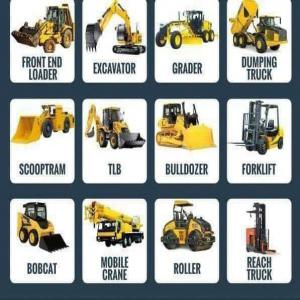 FRONT END
LOADER
EXCAVATOR
GRADER
DUMPING
TRUCK
SCOOPTRAM
TLB
BULLDOZER
FORKLIFT
BOBCAT
MOBILE
CRANE
ROLLER
REACH
TRUCK